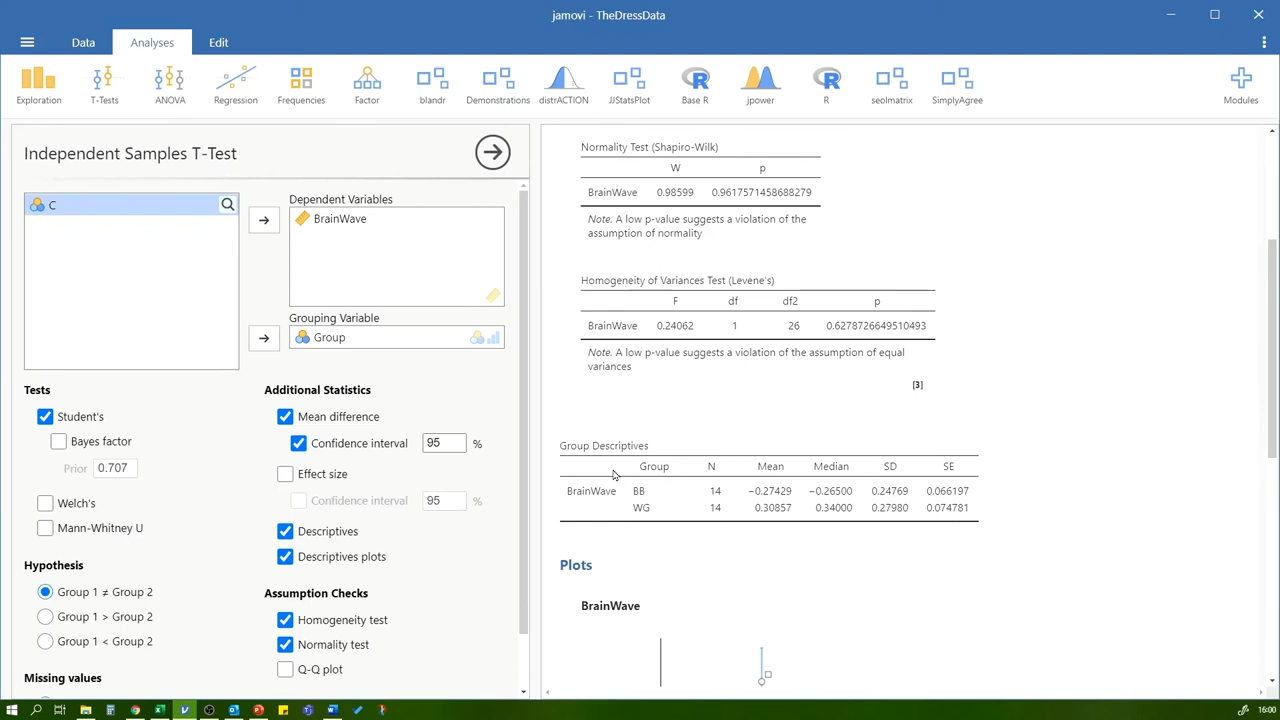 jamovi - TheDressData
Data Analyses Edit
Exploration T-Tests ANOVA Regression Frequencies Factor blandr Demonstrations distrACTION JJStatsPlot Base R jpower R seolmatrix SimplyAgree Modules
Independent Samples T-Test
C
Dependent Variables
BrainWave
Grouping Variable
Group
Tests
Student's
Bayes factor
Prior 0.707
Welch's
Mann-Whitney U
Hypothesis
Group 1 ≠ Group 2
Group 1 > Group 2
Group 1 < Group 2
Missing values
Additional Statistics
Mean difference
Confidence interval 95 %
Effect size
Confidence interval 95 %
Descriptives
Descriptives plots
Assumption Checks
Homogeneity test
Normality test
Q-Q plot
Normality Test (Shapiro-Wilk)
W p
BrainWave 0.98599 0.9617571458688279
Note. A low p-value suggests a violation of the
assumption of normality
Homogeneity of Variances Test (Levene's)
F df df2 p
BrainWave 0.24062 1 26 0.6278726649510493
Note. A low p-value suggests a violation of the assumption of equal
variances
[3]
Group Descriptives
Group N Mean Median SD SE
BrainWave BB 14 −0.27429 −0.26500 0.24769 0.066197
WG 14 0.30857 0.34000 0.27980 0.074781
Plots
BrainWave
16:00